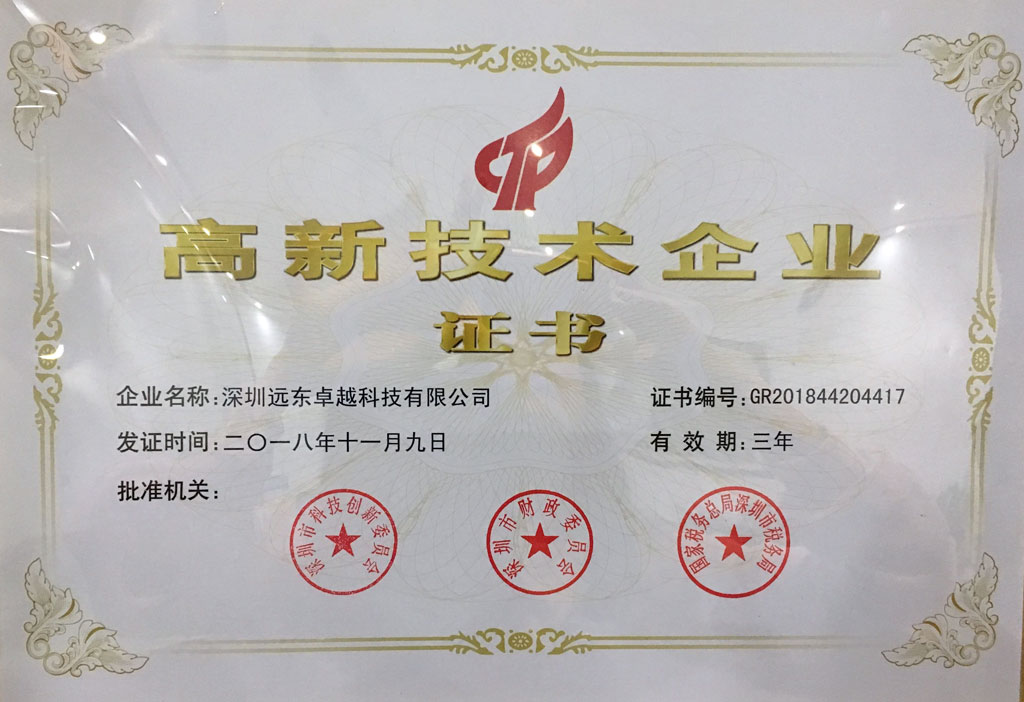 高新技术企业
证书
企业名称:深圳远东卓越科技有限公司
证书编号:GR201844204417
发证时间:二〇一八年十一月九日
有 效 期:三年
批准机关:
深圳市科技创新委员会
深圳市财政委员会
国家税务总局深圳市税务局